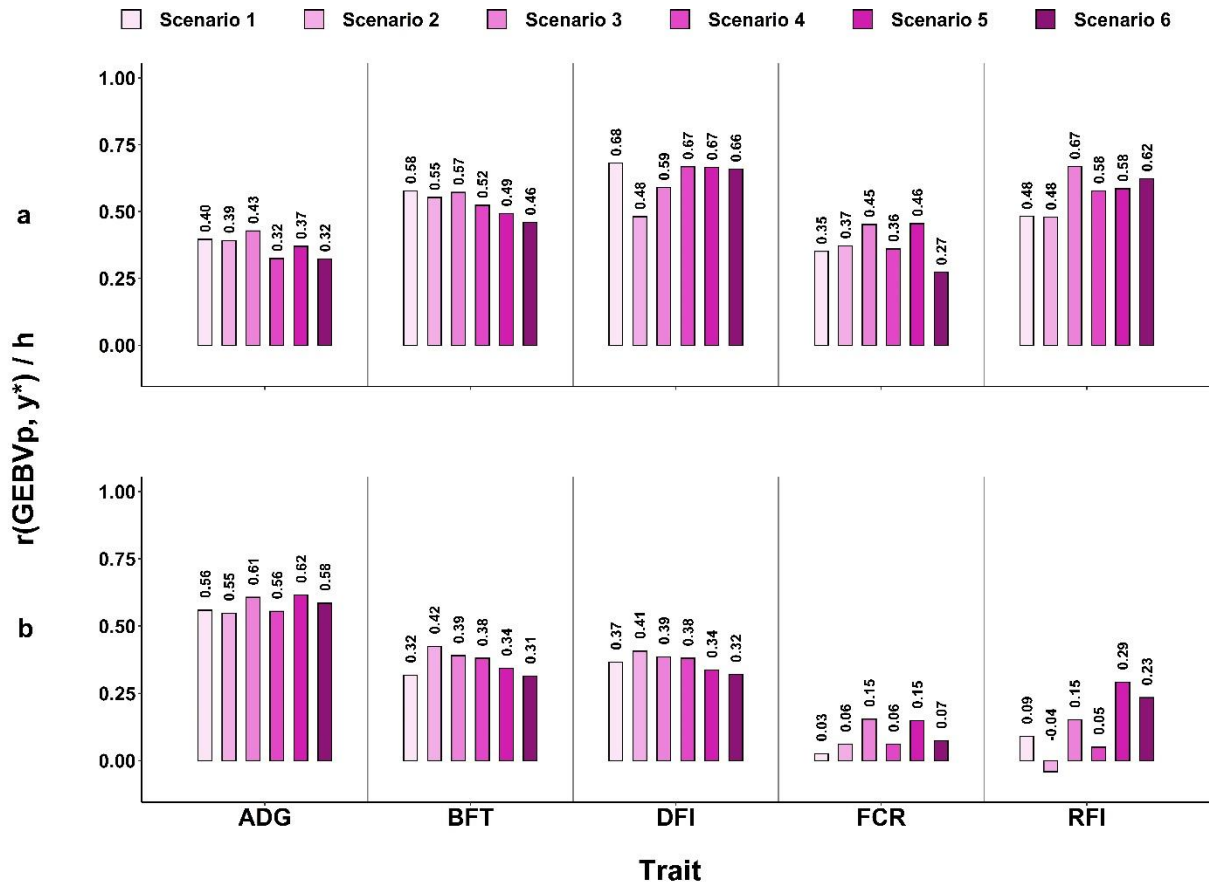 Scenario 1 Scenario 2 Scenario 3 Scenario 4 Scenario 5 Scenario 6
r(GEBVp, y*) / h
a
1.00
0.75
0.50
0.25
0.00
0.40 0.39 0.43 0.32 0.37 0.32
0.58 0.55 0.57 0.52 0.49 0.46
0.68 0.48 0.59 0.67 0.67 0.66
0.35 0.37 0.45 0.36 0.46 0.27
0.48 0.48 0.67 0.58 0.58 0.62
b
1.00
0.75
0.50
0.25
0.00
0.56 0.55 0.61 0.56 0.62 0.58
0.32 0.42 0.39 0.38 0.34 0.31
0.37 0.41 0.39 0.38 0.34 0.32
0.03 0.06 0.15 0.06 0.15 0.07
0.09 -0.04 0.15 0.05 0.29 0.23
ADG BFT DFI FCR RFI
Trait